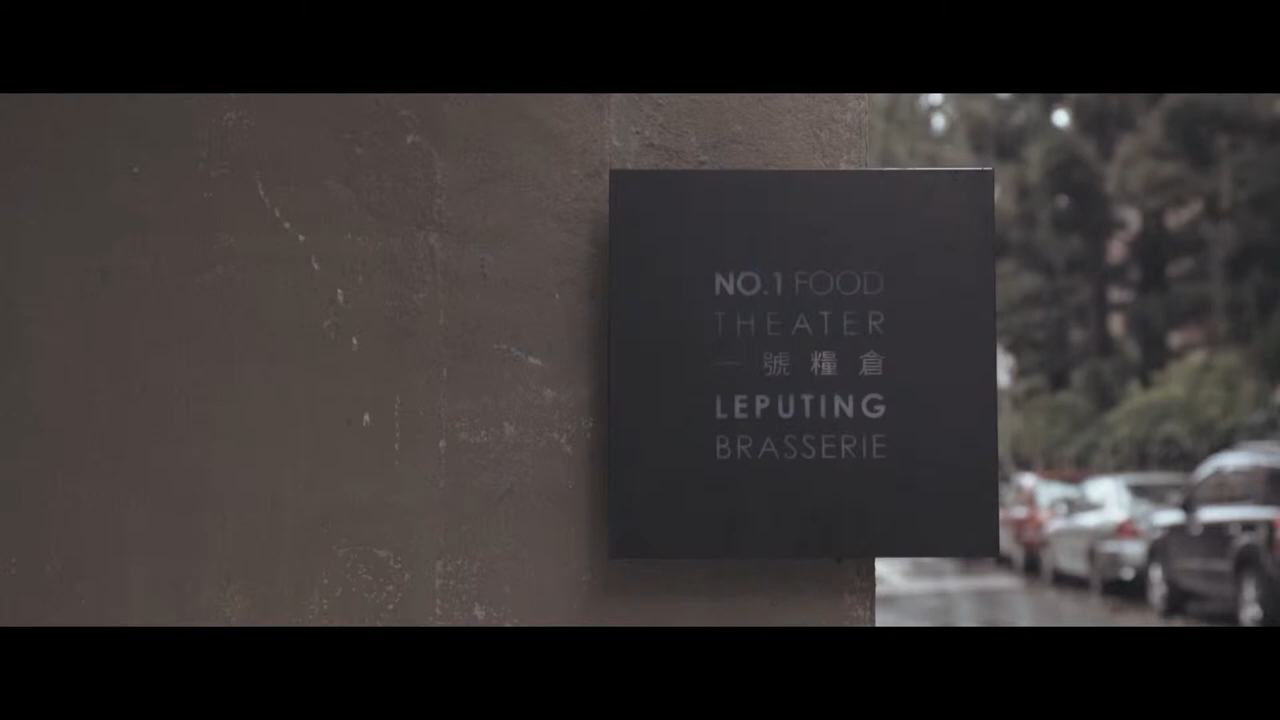 NO.1 FOOD
THEATER
一號糧倉
LEPUTING
BRASSERIE